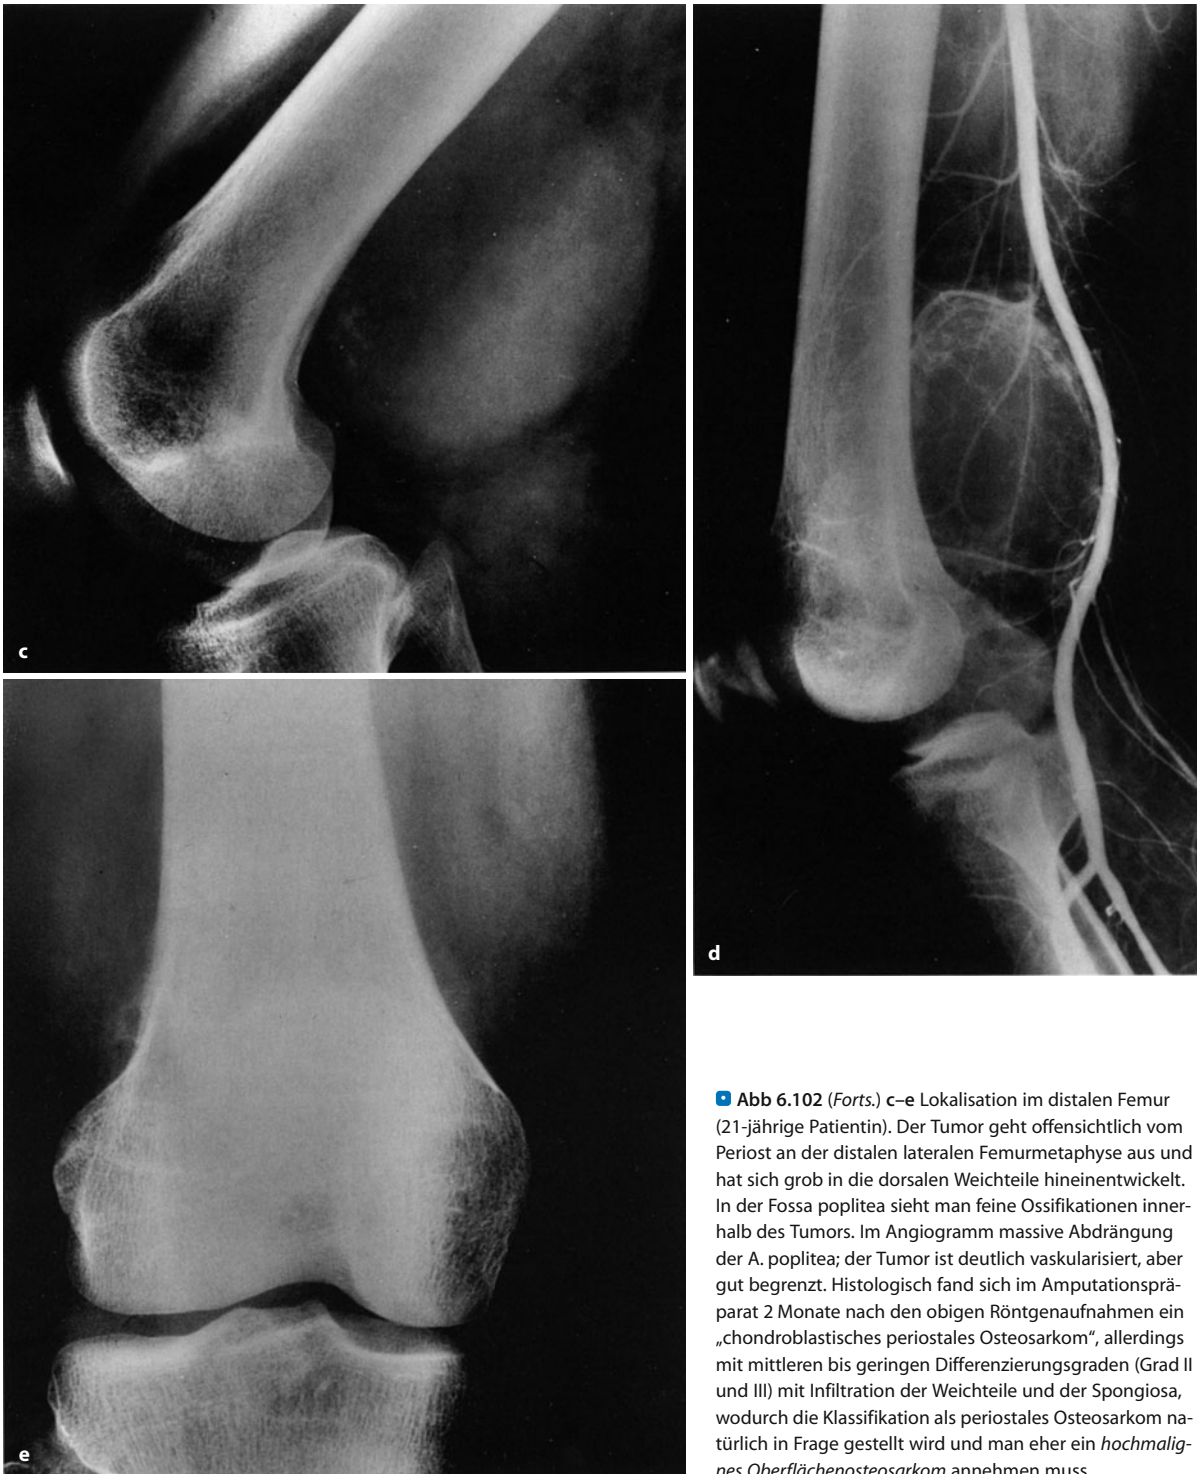 c
d
e
Abb 6.102 (Forts.) c–e Lokalisation im distalen Femur
(21-jährige Patientin). Der Tumor geht offensichtlich vom
Periost an der distalen lateralen Femurmetaphyse aus und
hat sich grob in die dorsalen Weichteile hineinentwickelt.
In der Fossa poplitea sieht man feine Ossifikationen inner-
halb des Tumors. Im Angiogramm massive Abdrängung
der A. poplitea; der Tumor ist deutlich vaskularisiert, aber
gut begrenzt. Histologisch fand sich im Amputationsprä-
parat 2 Monate nach den obigen Röntgenaufnahmen ein
„chondroblastisches periostales Osteosarkom“, allerdings
mit mittleren bis geringen Differenzierungsgraden (Grad II
und III) mit Infiltration der Weichteile und der Spongiosa,
wodurch die Klassifikation als periostales Osteosarkom na-
türlich in Frage gestellt wird und man eher ein hochmalig-
nes Oberflächenosteosarkom annehmen muss